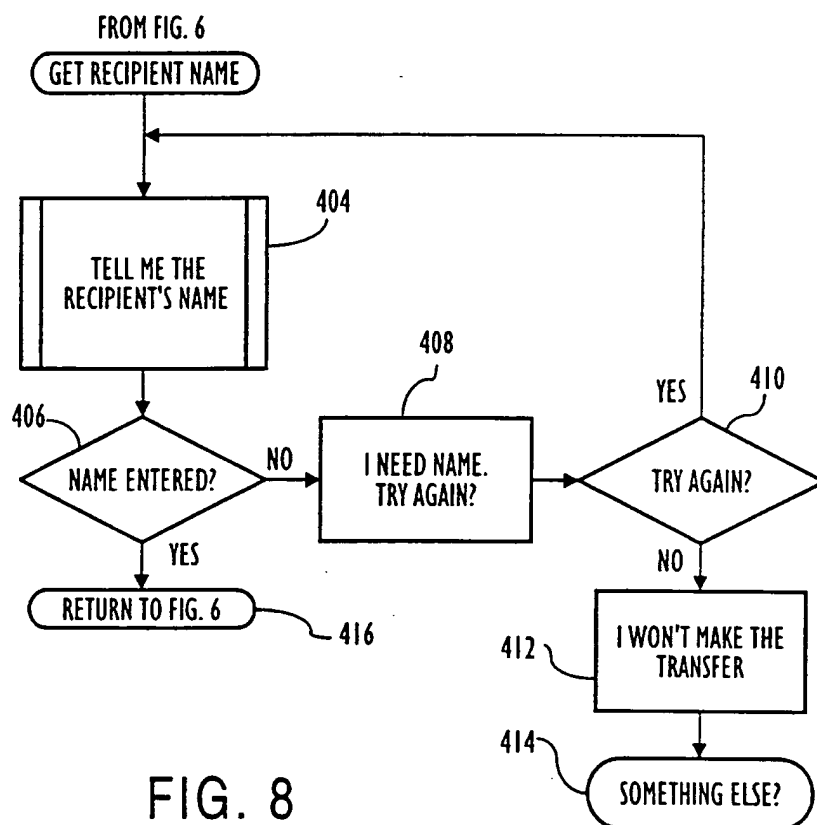 FROM FIG. 6
GET RECIPIENT NAME
404
TELL ME THE
RECIPIENT'S NAME
408
410
YES
406
NAME ENTERED?
NO
I NEED NAME.
TRY AGAIN?
TRY AGAIN?
YES
NO
RETURN TO FIG. 6
416
412
I WON'T MAKE THE
TRANSFER
414
SOMETHING ELSE?
FIG. 8